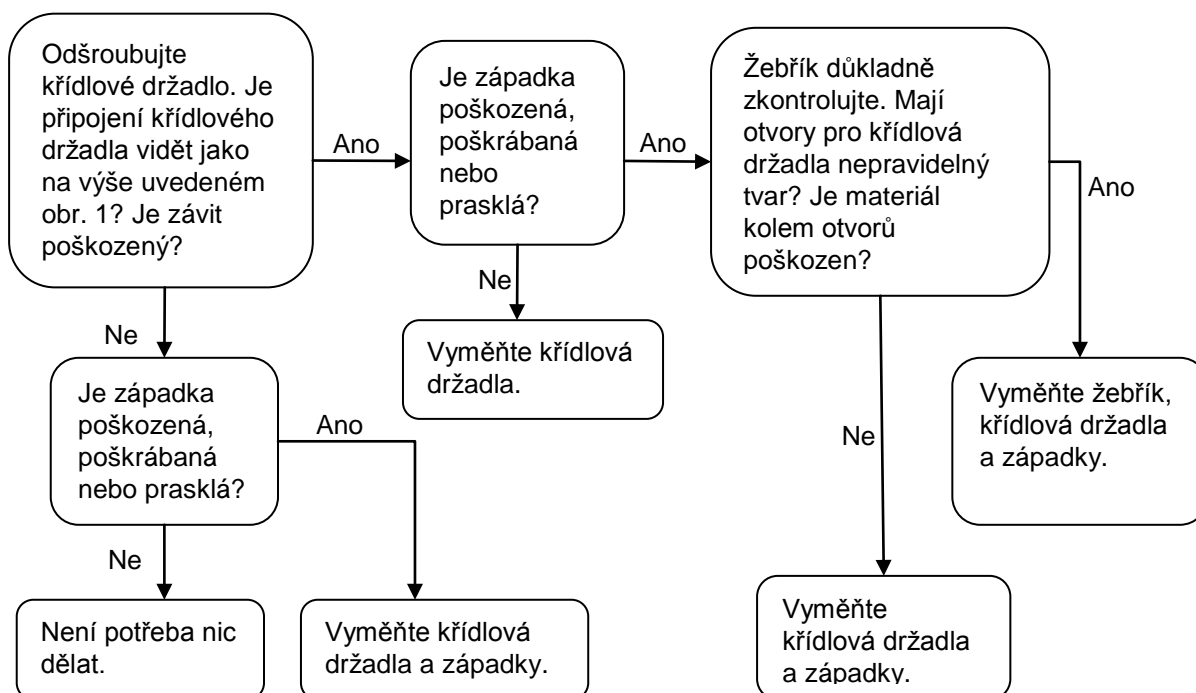 Odšroubujte
křídlové držadlo. Je
připojení křídlového
držadla vidět jako
na výše uvedeném
obr. 1? Je závit
poškozený?
Ano
Je západka
poškozená,
poškrábaná
nebo
prasklá?
Ano
Žebřík důkladně
zkontrolujte. Mají
otvory pro křídlová
držadla nepravidelný
tvar? Je materiál
kolem otvorů
poškozen?
Ano
Ne
Vyměňte křídlová
držadla.
Ne
Je západka
poškozená,
poškrábaná
nebo prasklá?
Ano
Ne
Vyměňte žebřík,
křídlová držadla
a západky.
Ne
Není potřeba nic
dělat.
Vyměňte křídlová
držadla a západky.
Vyměňte
křídlová držadla
a západky.